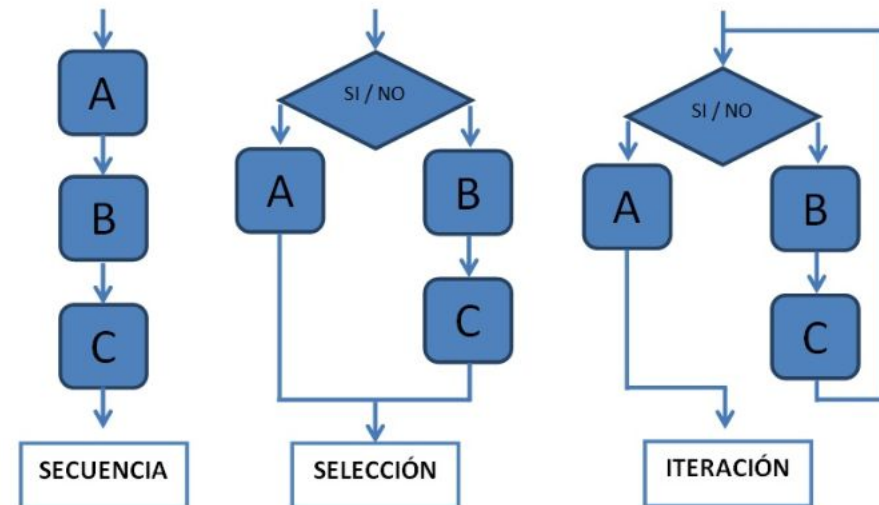 A
B
C
SECUENCIA
SI / NO
A
B
C
SELECCIÓN
SI / NO
A
B
C
ITERACIÓN